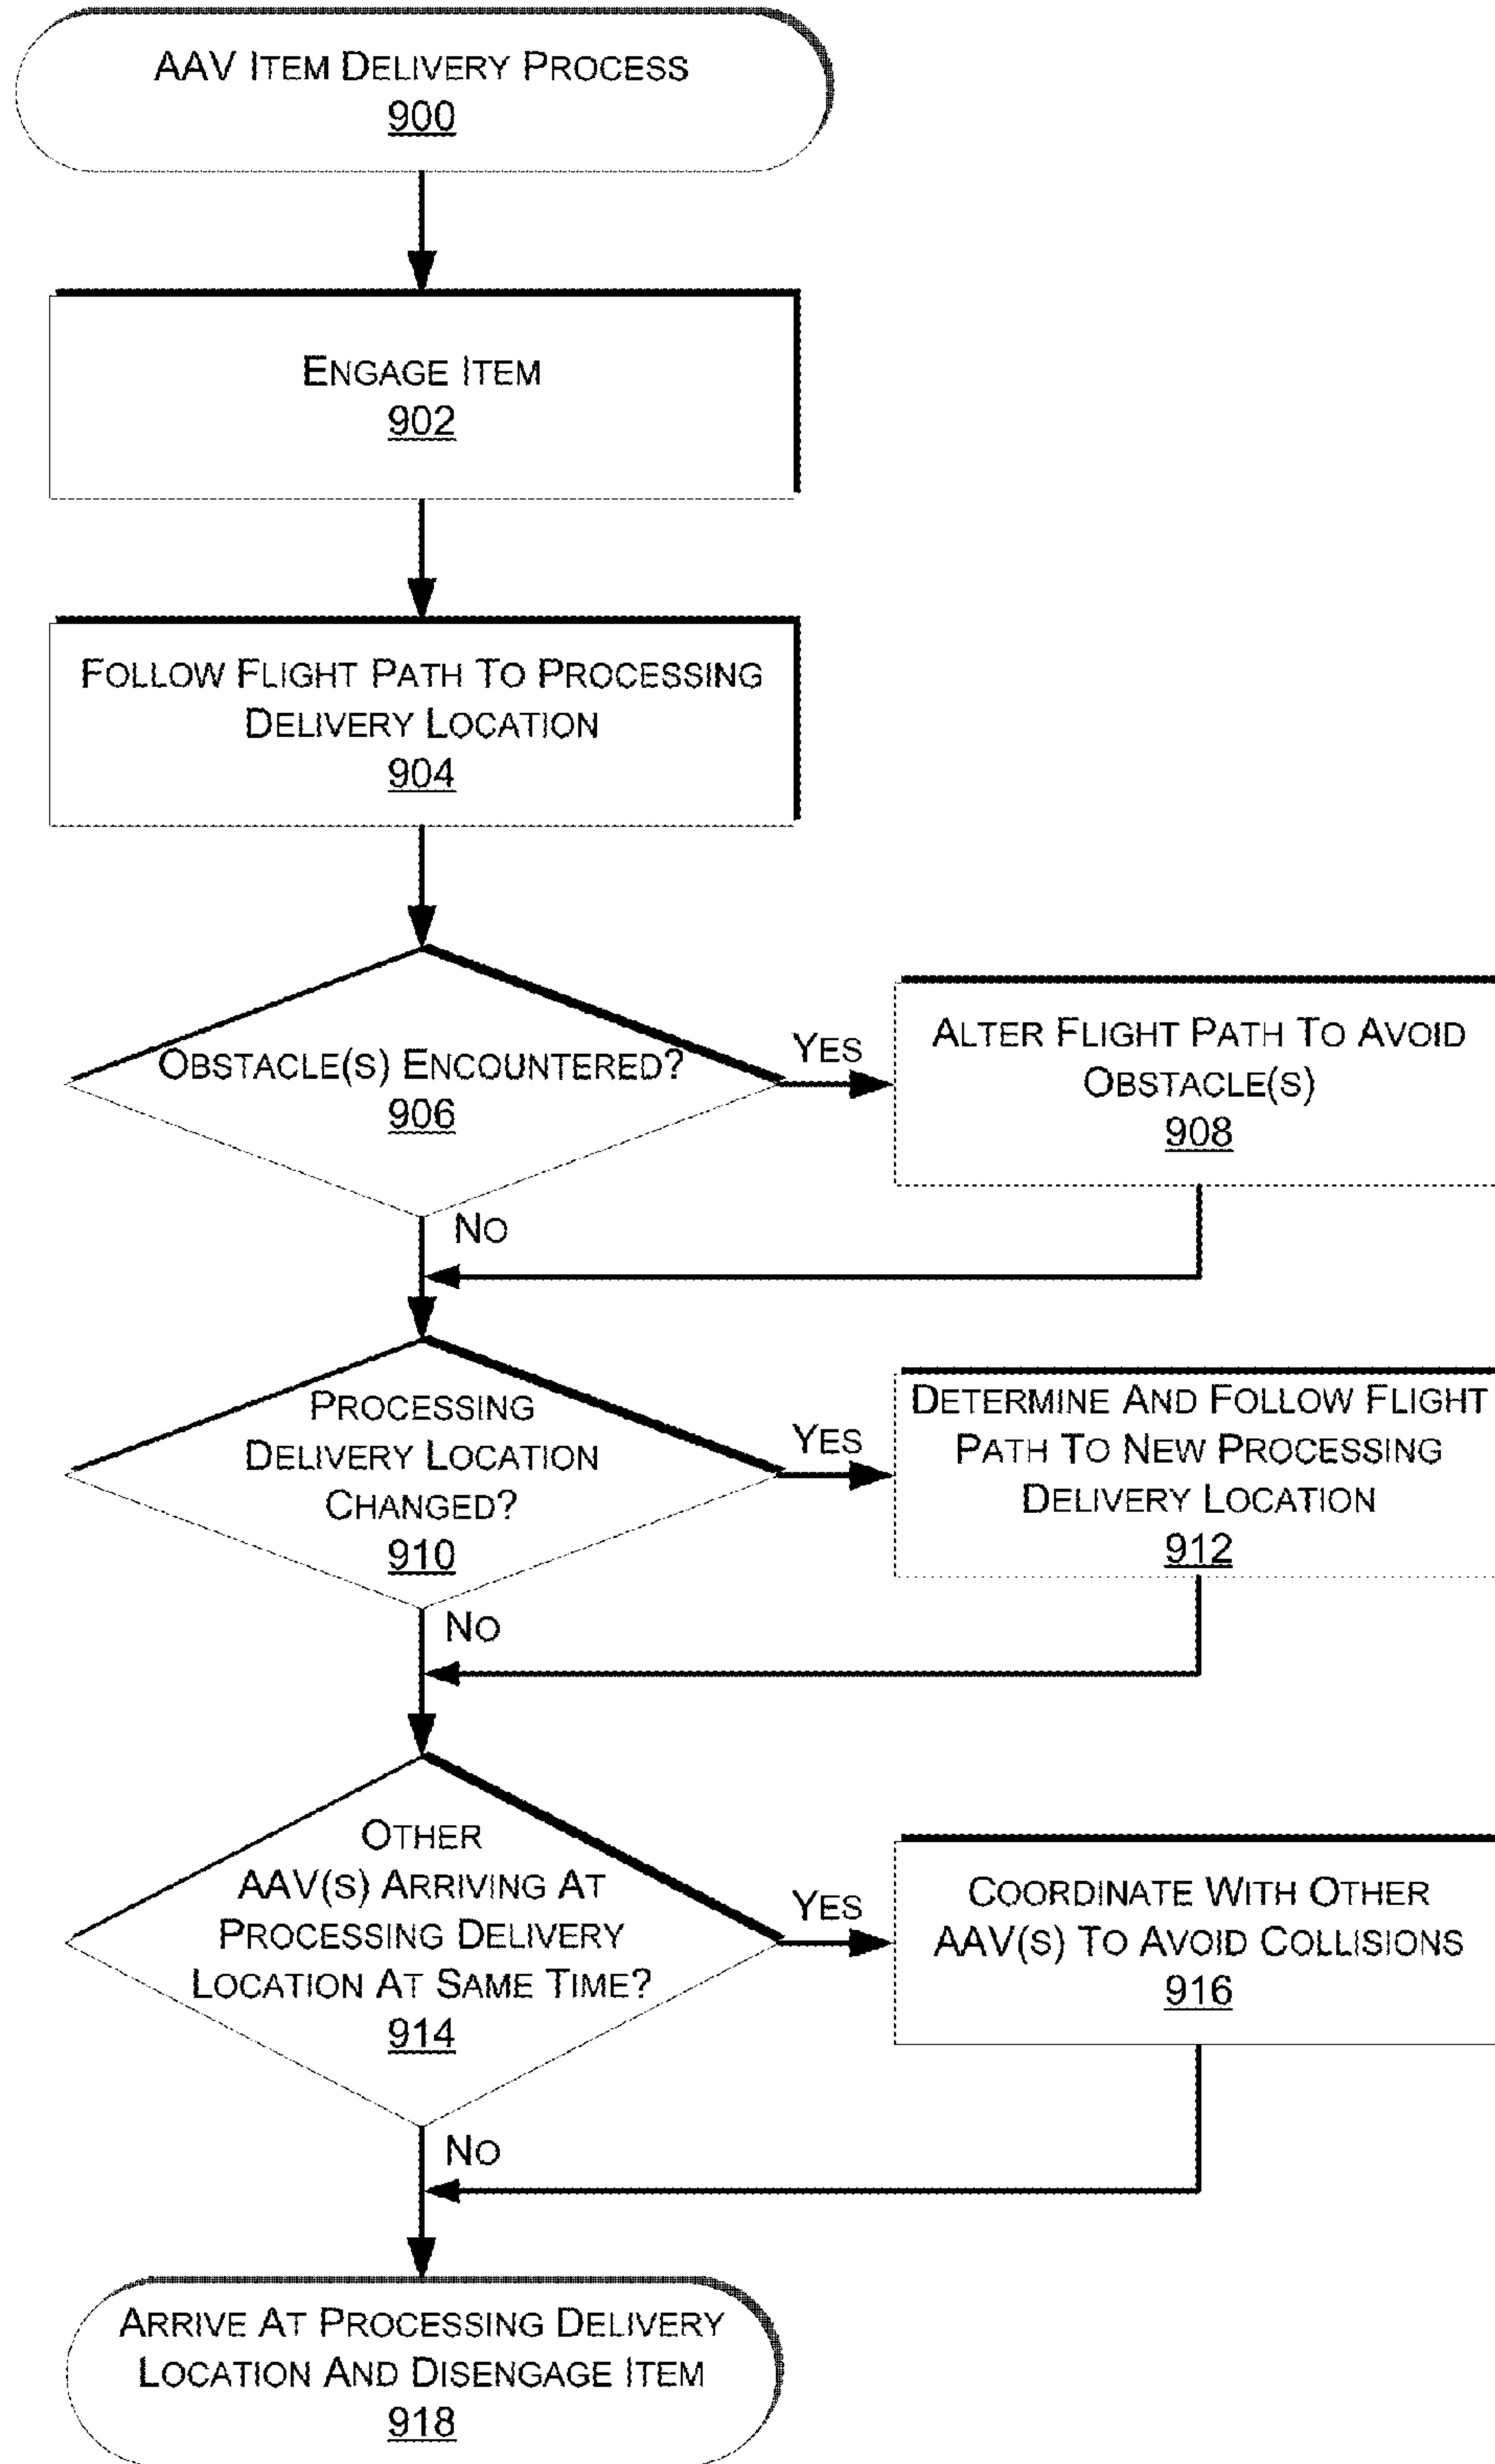 AAV ITEM DELIVERY PROCESS
900
ENGAGE ITEM
902
FOLLOW FLIGHT PATH TO PROCESSING
DELIVERY LOCATION
904
OBSTACLE(S) ENCOUNTERED?
906
YES
ALTER FLIGHT PATH TO AVOID
OBSTACLE(S)
908
NO
PROCESSING
DELIVERY LOCATION
CHANGED?
910
YES
DETERMINE AND FOLLOW FLIGHT
PATH TO NEW PROCESSING
DELIVERY LOCATION
912
NO
OTHER
AAV(S) ARRIVING AT
PROCESSING DELIVERY
LOCATION AT SAME TIME?
914
YES
COORDINATE WITH OTHER
AAV(S) TO AVOID COLLISIONS
916
NO
ARRIVE AT PROCESSING DELIVERY
LOCATION AND DISENGAGE ITEM
918